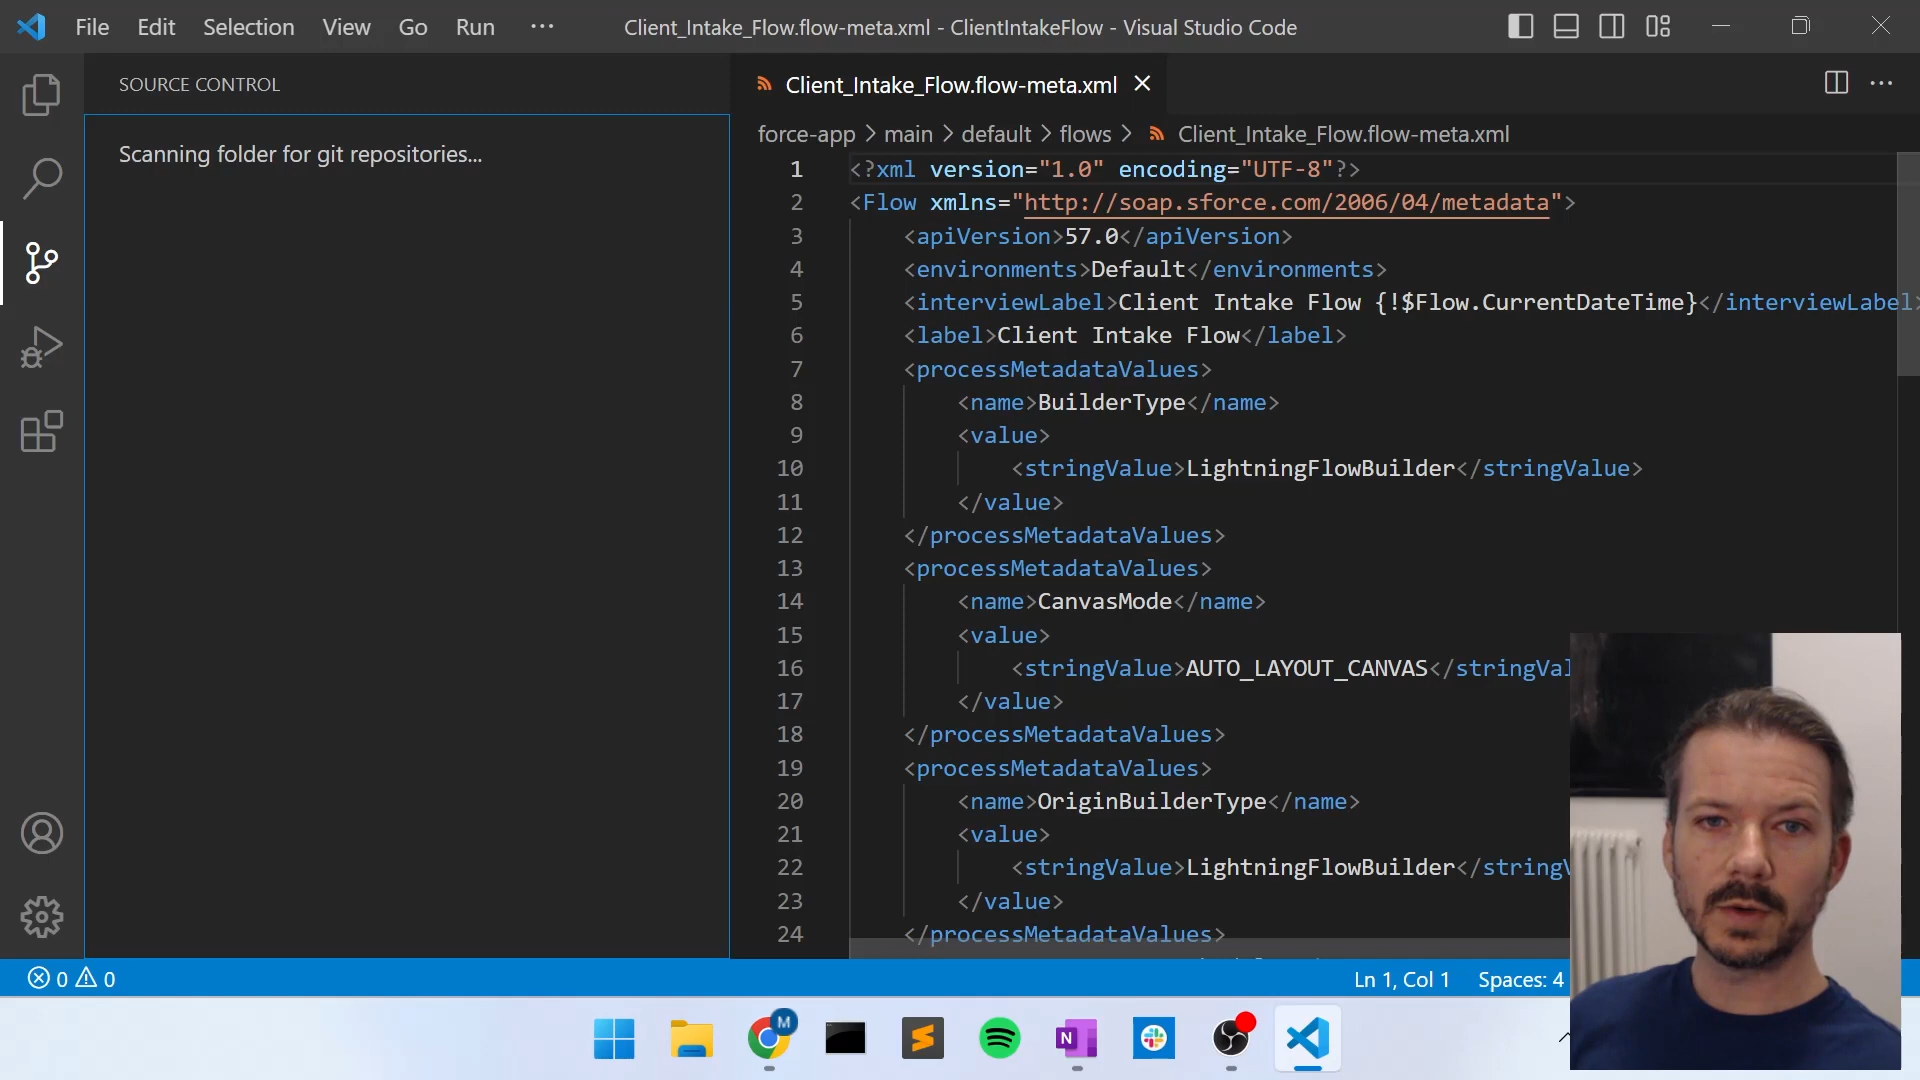 File Edit Selection View Go Run ···
Client_Intake_Flow.flow-meta.xml - ClientIntakeFlow - Visual Studio Code
SOURCE CONTROL
Scanning folder for git repositories...
Client_Intake_Flow.flow-meta.xml
force-app > main > default > flows > Client_Intake_Flow.flow-meta.xml
1 <?xml version="1.0" encoding="UTF-8"?>
2 <Flow xmlns="http://soap.sforce.com/2006/04/metadata">
3 <apiVersion>57.0</apiVersion>
4 <environments>Default</environments>
5 <interviewLabel>Client Intake Flow {!$Flow.CurrentDateTime}</interviewLabel>
6 <label>Client Intake Flow</label>
7 <processMetadataValues>
8 <name>BuilderType</name>
9 <value>
10 <stringValue>LightningFlowBuilder</stringValue>
11 </value>
12 </processMetadataValues>
13 <processMetadataValues>
14 <name>CanvasMode</name>
15 <value>
16 <stringValue>AUTO_LAYOUT_CANVAS</stringVal
17 </value>
18 </processMetadataValues>
19 <processMetadataValues>
20 <name>OriginBuilderType</name>
21 <value>
22 <stringValue>LightningFlowBuilder</stringV
23 </value>
24 </processMetadataValues>
0 0
Ln 1, Col 1 Spaces: 4
M
N